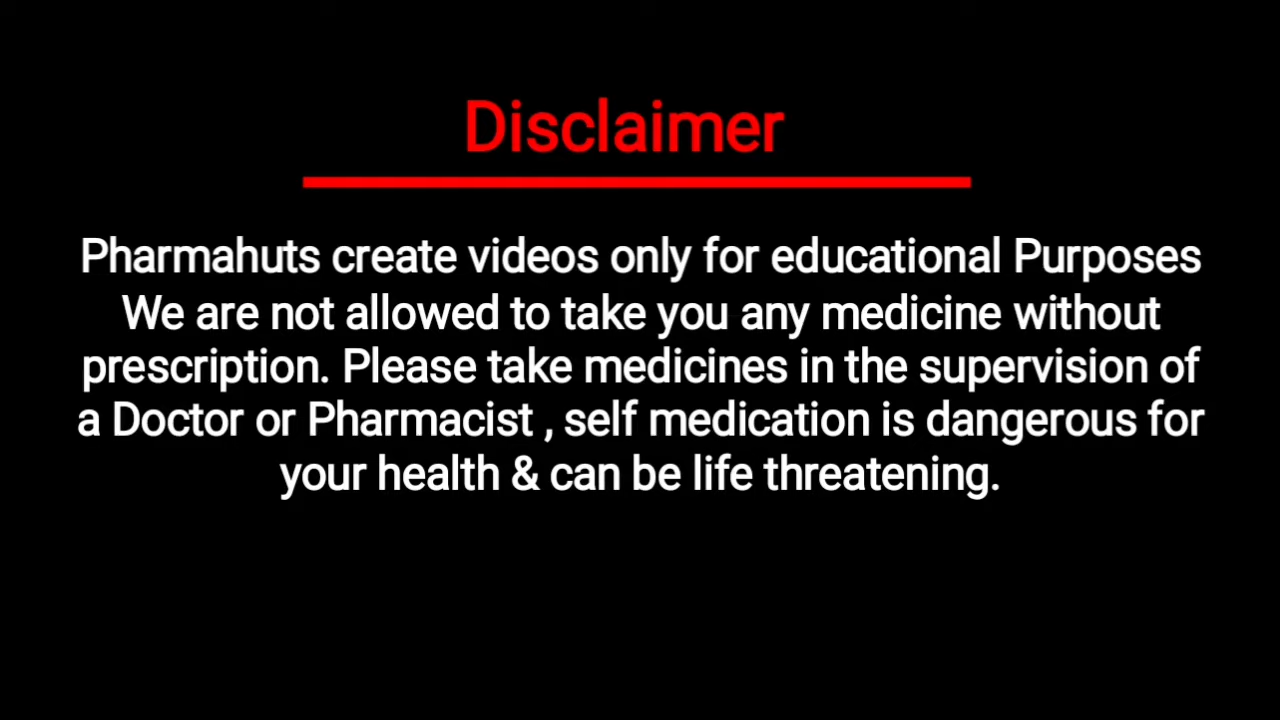 Disclaimer
Pharmahuts create videos only for educational Purposes
We are not allowed to take you any medicine without
prescription. Please take medicines in the supervision of
a Doctor or Pharmacist , self medication is dangerous for
your health & can be life threatening.